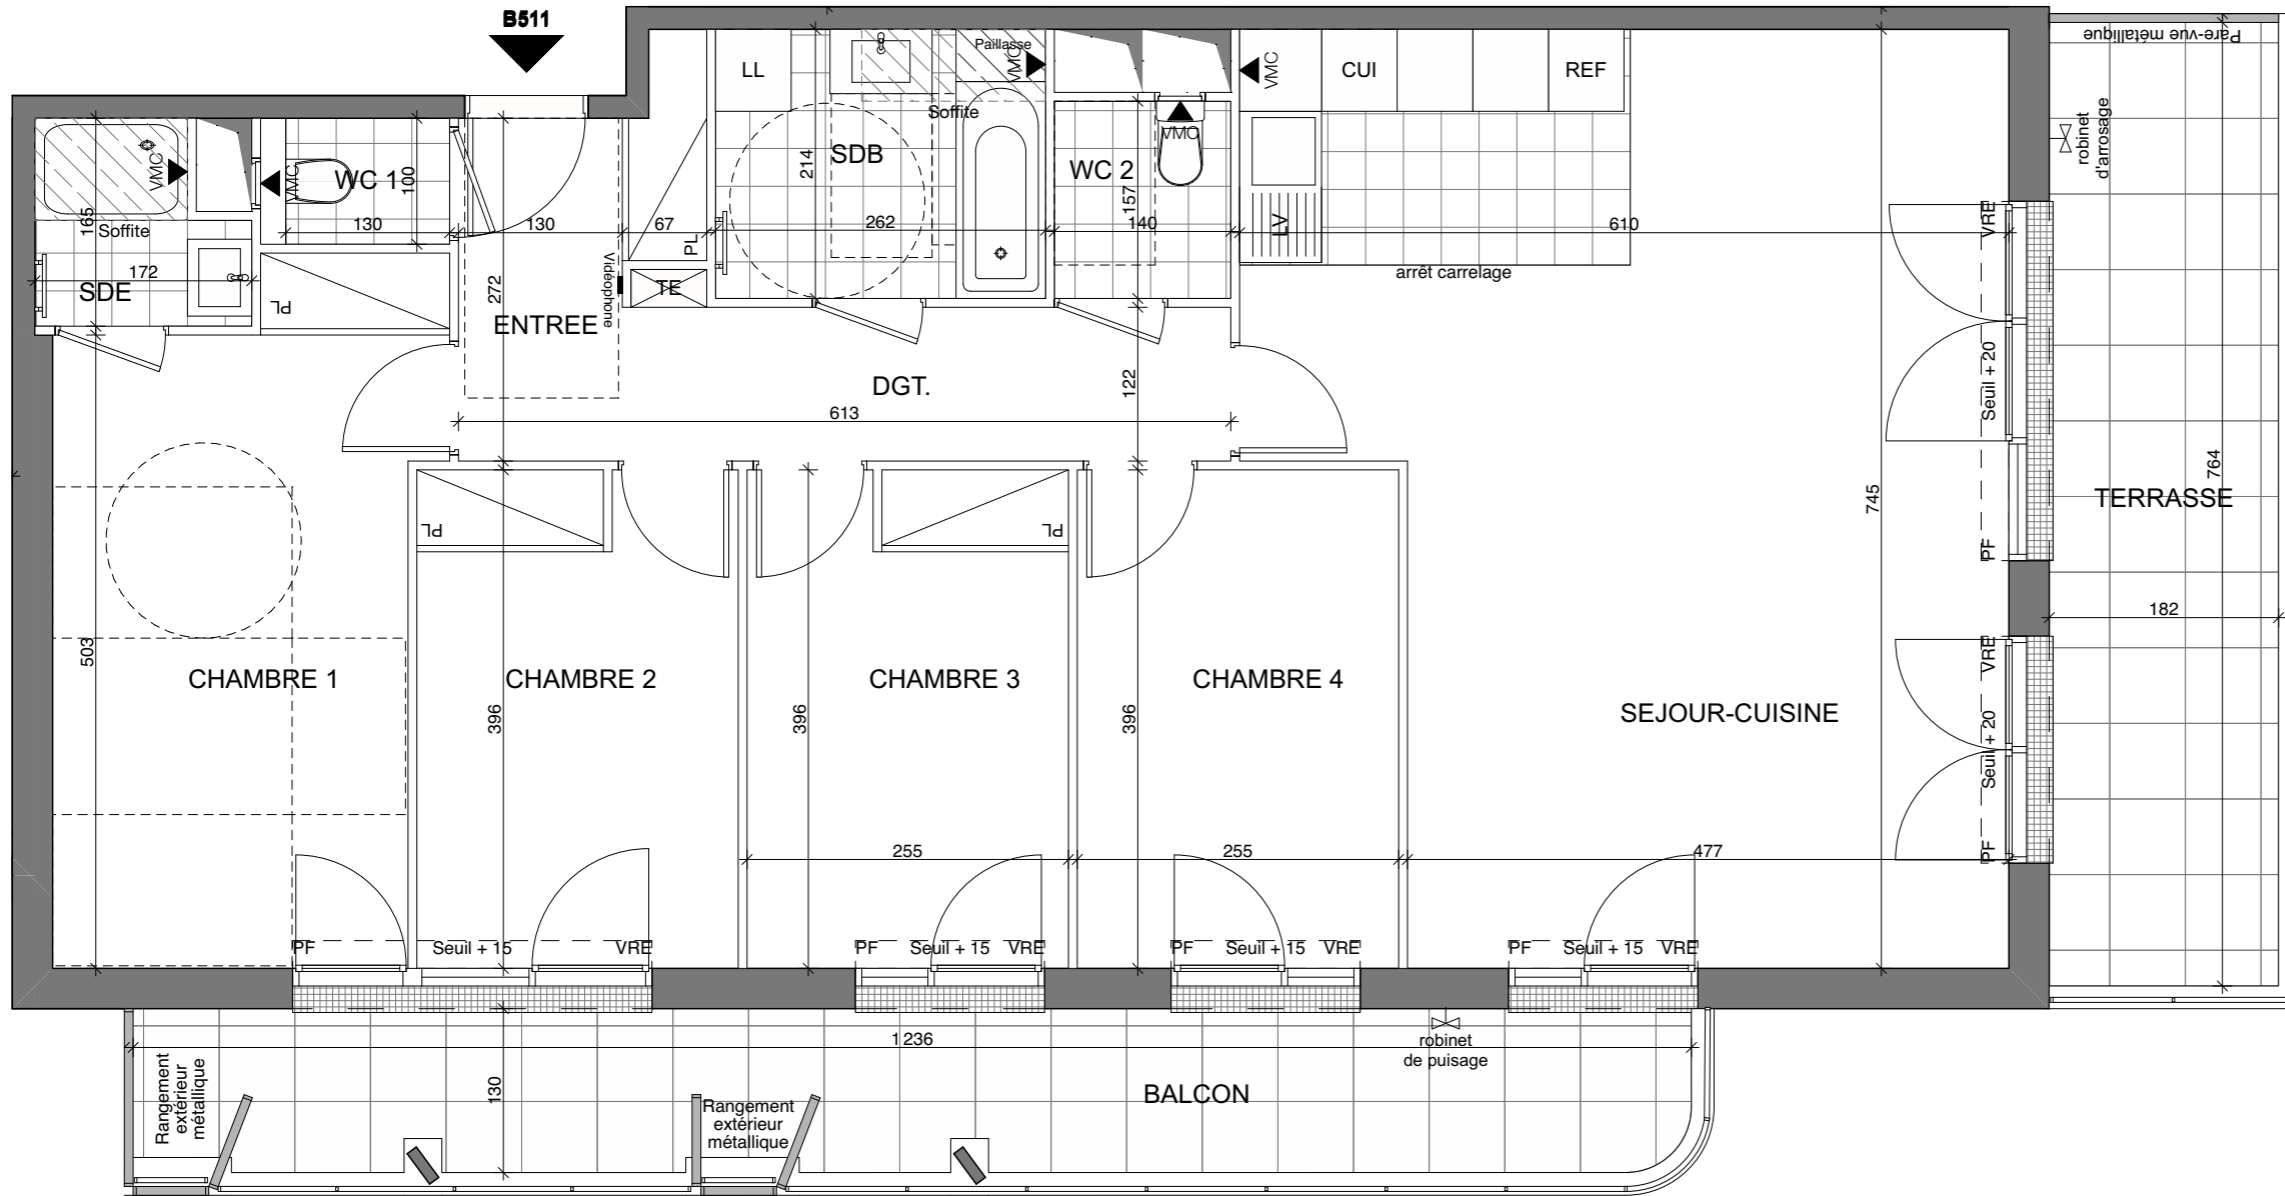 B511
Pare-vue métallique
LL
Paillasse
VMC
VMC
CUI
REF
Soffite
VMC
robinet
d'arrosage
VMC
VMC
WC 1
100
214
SDB
WC 2
157
165
Soffite
130
130
67
PL
262
140
LV
610
VRE
arrêt carrelage
172
SDE
PL
272
Vidéophone
TE
ENTREE
Seuil + 20
DGT.
122
613
764
745
TERRASSE
PL
PL
PF
182
503
CHAMBRE 1
CHAMBRE 2
CHAMBRE 3
CHAMBRE 4
VRE
396
396
396
SEJOUR-CUISINE
Seuil + 20
255
255
477
PF
PF
Seuil + 15
VRE
PF
Seuil + 15
VRE
PF
Seuil + 15
VRE
PF
Seuil + 15
VRE
1236
robinet
de puisage
Rangement
extérieur
métallique
130
BALCON
Rangement
extérieur
métallique